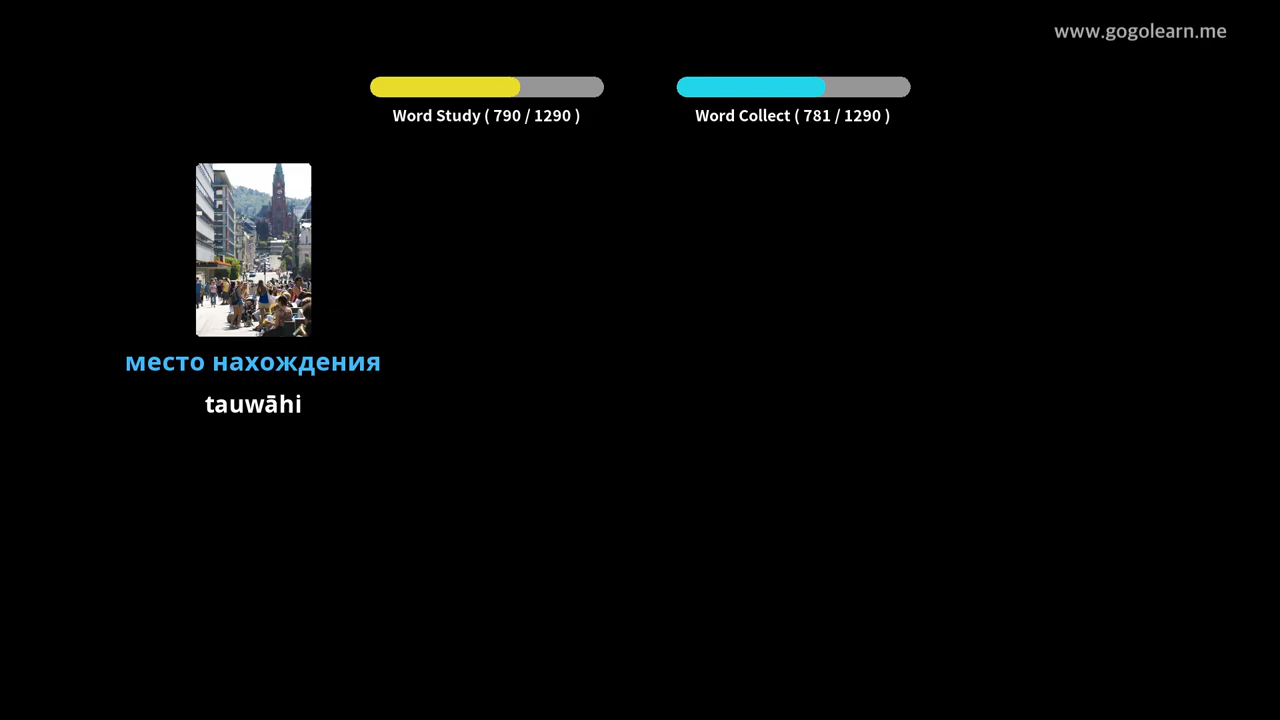 www.gogolearn.me
Word Study ( 790 / 1290 )
Word Collect ( 781 / 1290 )
место нахождения
tauwāhi